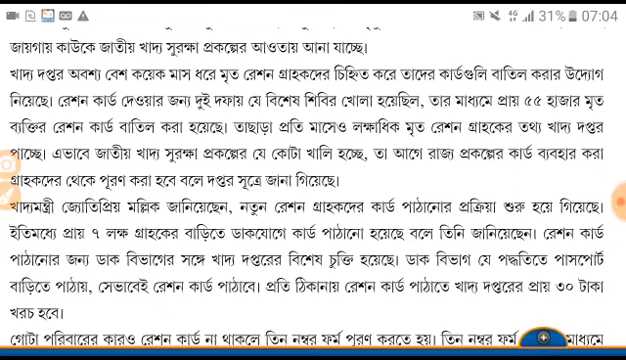 4G 31% 07:04
জায়গায় কাউকে জাতীয় খাদ্য সুরক্ষা প্রকল্পের আওতায় আনা যাচ্ছে।
খাদ্য দপ্তর অবশ্য বেশ কয়েক মাস ধরে মৃত রেশন গ্রাহকদের চিহ্নিত করে তাদের কার্ডগুলি বাতিল করার উদ্যোগ
নিয়েছে। রেশন কার্ড দেওয়ার জন্য দুই দফায় যে বিশেষ শিবির খোলা হয়েছিল, তার মাধ্যমে প্রায় ৫৫ হাজার মৃত
ব্যক্তির রেশন কার্ড বাতিল করা হয়েছে। তাছাড়া প্রতি মাসেও লক্ষাধিক মৃত রেশন গ্রাহকের তথ্য খাদ্য দপ্তর
পাচ্ছে। এভাবে জাতীয় খাদ্য সুরক্ষা প্রকল্পের যে কোটা খালি হচ্ছে, তা আগে রাজ্য প্রকল্পের কার্ড ব্যবহার করা
গ্রাহকদের থেকে পূরণ করা হবে বলে দপ্তর সূত্রে জানা গিয়েছে।
খাদ্যমন্ত্রী জ্যোতিপ্রিয় মল্লিক জানিয়েছেন, নতুন রেশন গ্রাহকদের কার্ড পাঠানোর প্রক্রিয়া শুরু হয়ে গিয়েছে।
ইতিমধ্যে প্রায় ৭ লক্ষ গ্রাহকের বাড়িতে ডাকযোগে কার্ড পাঠানো হয়েছে বলে তিনি জানিয়েছেন। রেশন কার্ড
পাঠানোর জন্য ডাক বিভাগের সঙ্গে খাদ্য দপ্তরের বিশেষ চুক্তি হয়েছে। ডাক বিভাগ যে পদ্ধতিতে পাসপোর্ট
বাড়িতে পাঠায়, সেভাবেই রেশন কার্ড পাঠাবে। প্রতি ঠিকানায় রেশন কার্ড পাঠাতে খাদ্য দপ্তরের প্রায় ৩০ টাকা
খরচ হবে।
গোটা পরিবারের কারও রেশন কার্ড না থাকলে তিন নম্বর ফর্ম পূরণ করতে হয়। তিন নম্বর ফর্ম মাধ্যমে